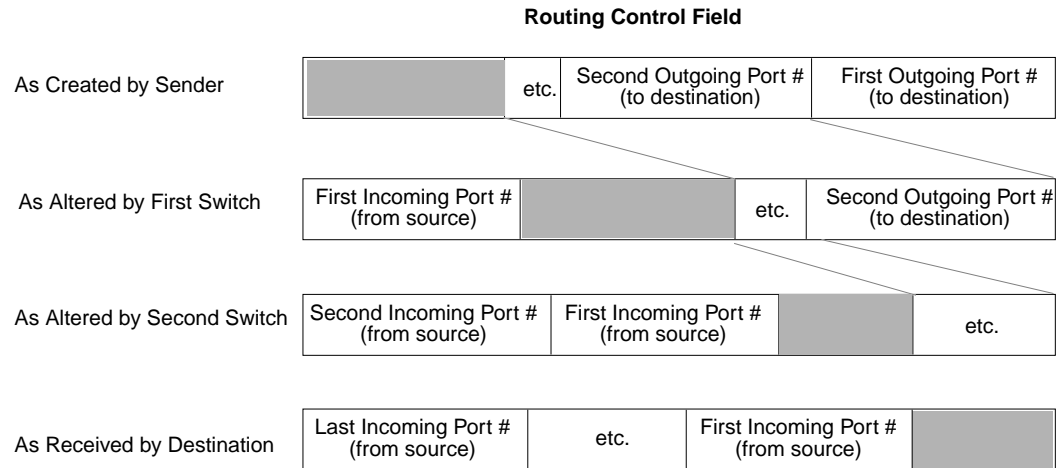 Routing Control Field
As Created by Sender
etc.
Second Outgoing Port #
(to destination)
First Outgoing Port #
(to destination)
As Altered by First Switch
First Incoming Port #
(from source)
etc.
Second Outgoing Port #
(to destination)
As Altered by Second Switch
Second Incoming Port #
(from source)
First Incoming Port #
(from source)
etc.
As Received by Destination
Last Incoming Port #
(from source)
etc.
First Incoming Port #
(from source)